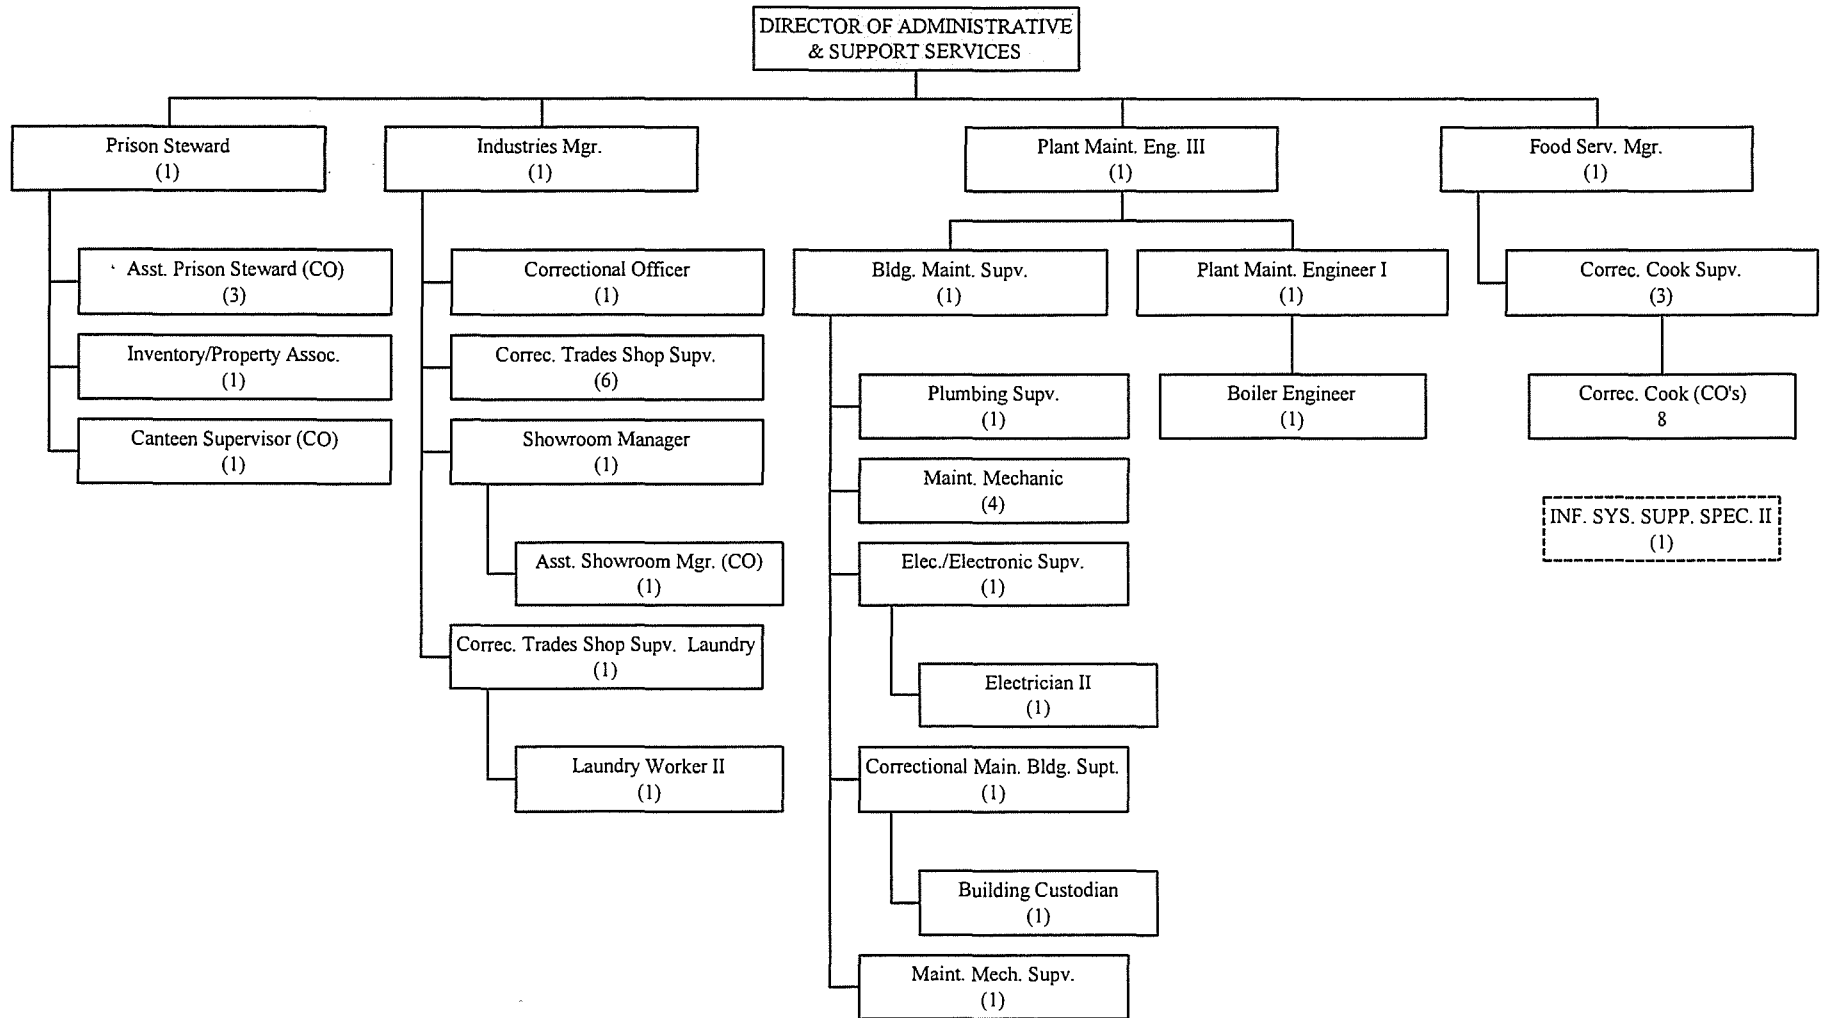 DIRECTOR OF ADMINISTRATIVE
& SUPPORT SERVICES
Prison Steward
(1)
Industries Mgr.
(1)
Plant Maint. Eng. III
(1)
Food Serv. Mgr.
(1)
Asst. Prison Steward (CO)
(3)
Inventory/Property Assoc.
(1)
Canteen Supervisor (CO)
(1)
Correctional Officer
(1)
Correc. Trades Shop Supv.
(6)
Showroom Manager
(1)
Asst. Showroom Mgr. (CO)
(1)
Correc. Trades Shop Supv. Laundry
(1)
Laundry Worker II
(1)
Bldg. Maint. Supv.
(1)
Plumbing Supv.
(1)
Maint. Mechanic
(4)
Elec./Electronic Supv.
(1)
Electrician II
(1)
Correctional Main. Bldg. Supt.
(1)
Building Custodian
(1)
Maint. Mech. Supv.
(1)
Plant Maint. Engineer I
(1)
Boiler Engineer
(1)
Correc. Cook Supv.
(3)
Correc. Cook (CO's)
8
INF. SYS. SUPP. SPEC. II
(1)